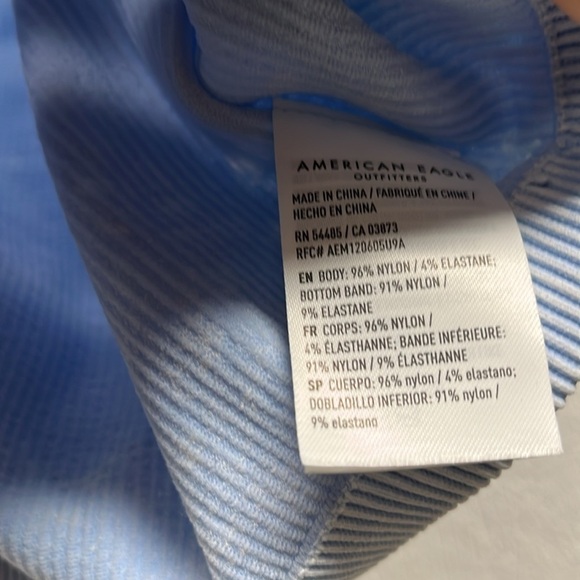 AMERICAN EAGLE
OUTFITTERS
MADE IN CHINA / FABRIQUÉ EN CHINE /
HECHO EN CHINA
RN 54485 / CA 03873
RFC# AEM120605U9A
EN BODY: 96% NYLON / 4% ELASTANE;
BOTTOM BAND: 91% NYLON /
9% ELASTANE
FR CORPS: 96% NYLON /
4% ÉLASTHANNE; BANDE INFÉRIEURE:
91% NYLON / 9% ÉLASTHANNE
SP CUERPO: 96% nylon / 4% elastano;
DOBLADILLO INFERIOR: 91% nylon /
9% elastano